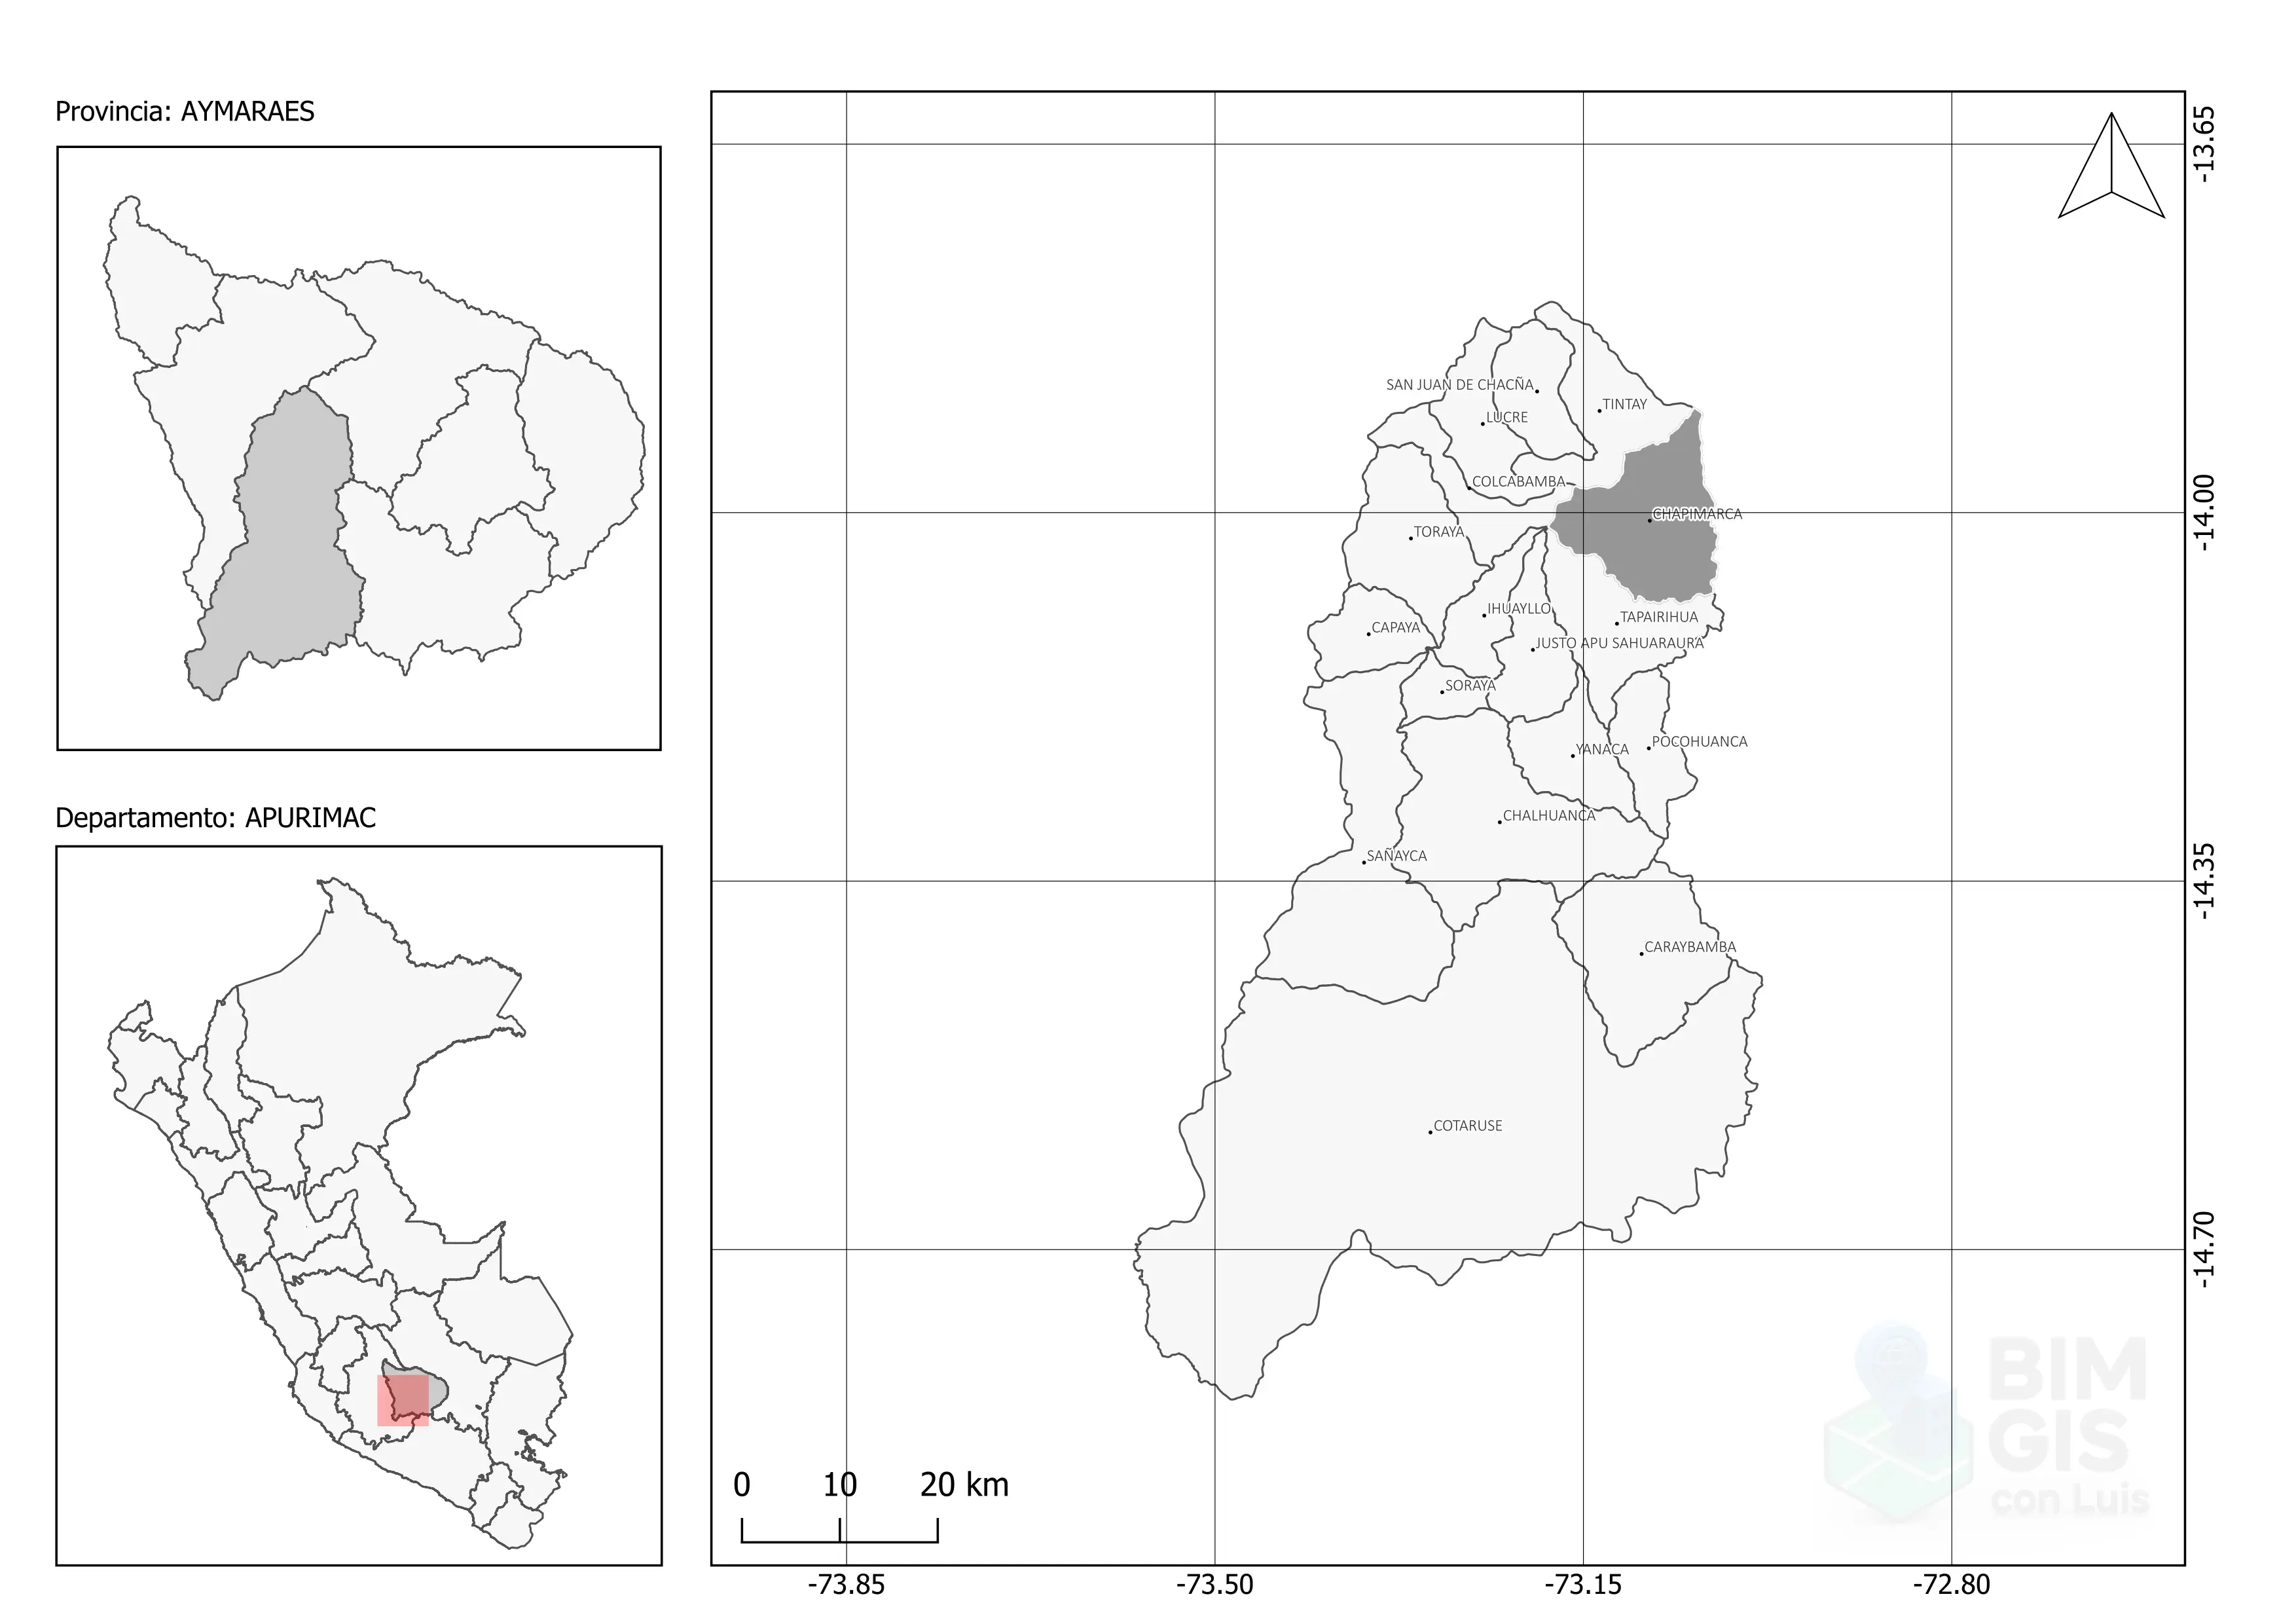 Provincia: AYMARAES
Departamento: APURIMAC
SAN JUAN DE CHACÑA
TINTAY
LUCRE
COLCABAMBA
CHAPIMARCA
TORAYA
IHUAYLLO
TAPAIRIHUA
CAPAYA
JUSTO APU SAHUARAURA
SORAYA
POCOHUANCA
YANACA
CHALHUANCA
SAÑAYCA
CARAYBAMBA
COTARUSE
0 10 20 km
-73.85 -73.50 -73.15 -72.80
-13.65
-14.00
-14.35
-14.70
BIM
GIS
con Luis